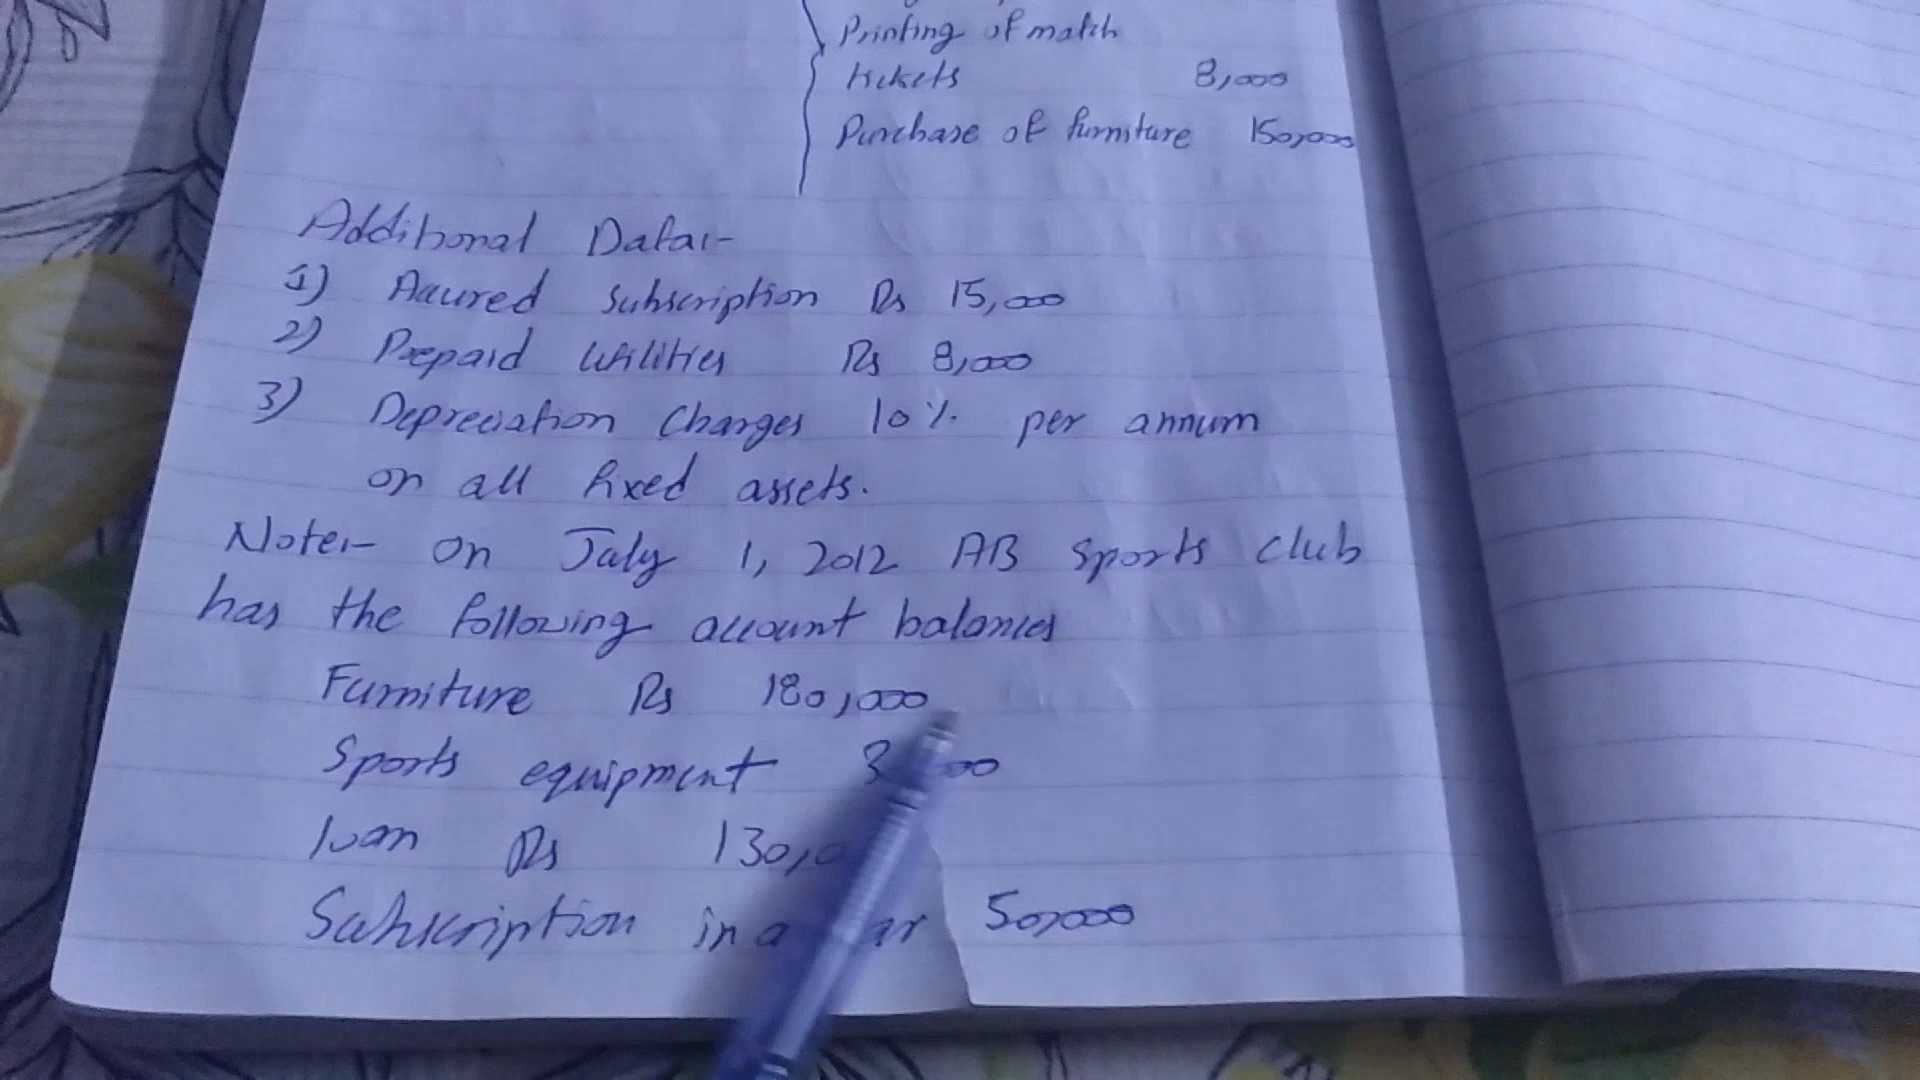 Printing of match
tickets 8,000
Purchase of furniture 150,000
Additional Data:-
1) Accured subscription Rs 15,000
2) Prepaid utilities Rs 8,000
3) Depreciation charges 10% per annum
on all fixed assets.
Note:- On July 1, 2012 AB sports club
has the following account balances
Furniture Rs 180,000
Sports equipment
loan Rs
Subscription in 50,000